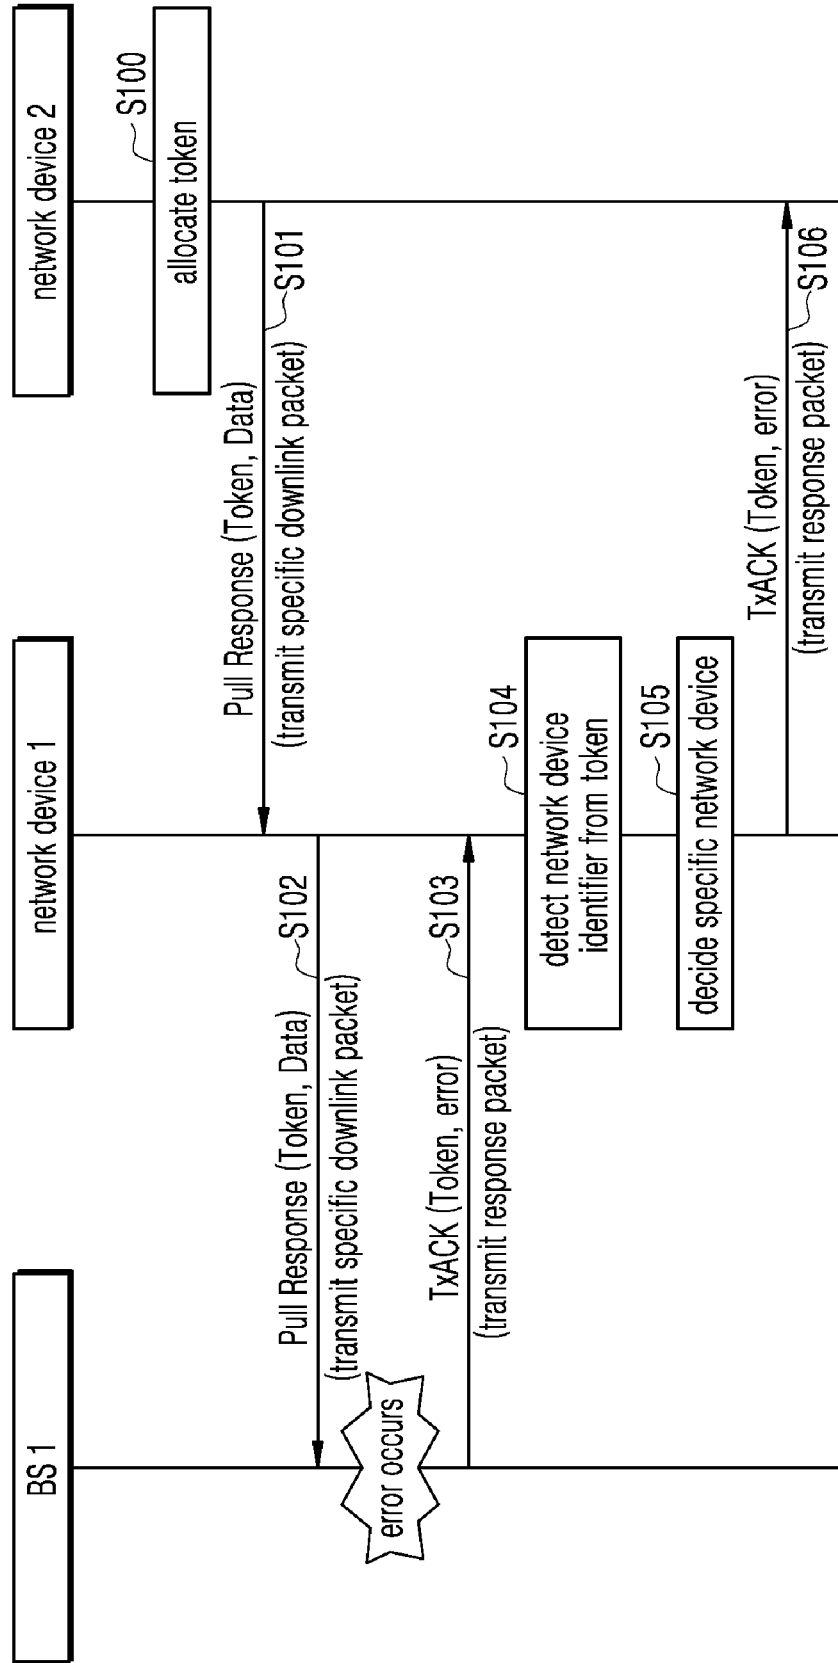 BS 1
network device 1
network device 2
allocate token
S100
Pull Response (Token, Data)
(transmit specific downlink packet)
S101
Pull Response (Token, Data)
(transmit specific downlink packet)
S102
error occurs
TxACK (Token, error)
(transmit response packet)
S103
detect network device
identifier from token
S104
decide specific network device
S105
TxACK (Token, error)
(transmit response packet)
S106